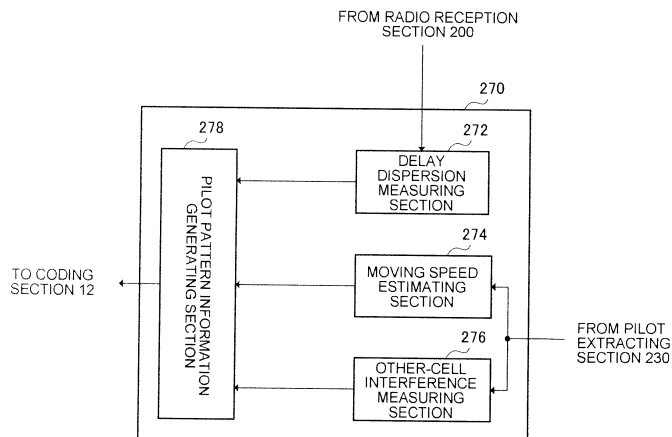 FROM RADIO RECEPTION
SECTION 200
270
278
272
DELAY
DISPERSION
MEASURING
SECTION
PILOT PATTERN INFORMATION
GENERATING SECTION
274
MOVING SPEED
ESTIMATING
SECTION
TO CODING
SECTION 12
276
OTHER-CELL
INTERFERENCE
MEASURING
SECTION
FROM PILOT
EXTRACTING
SECTION 230